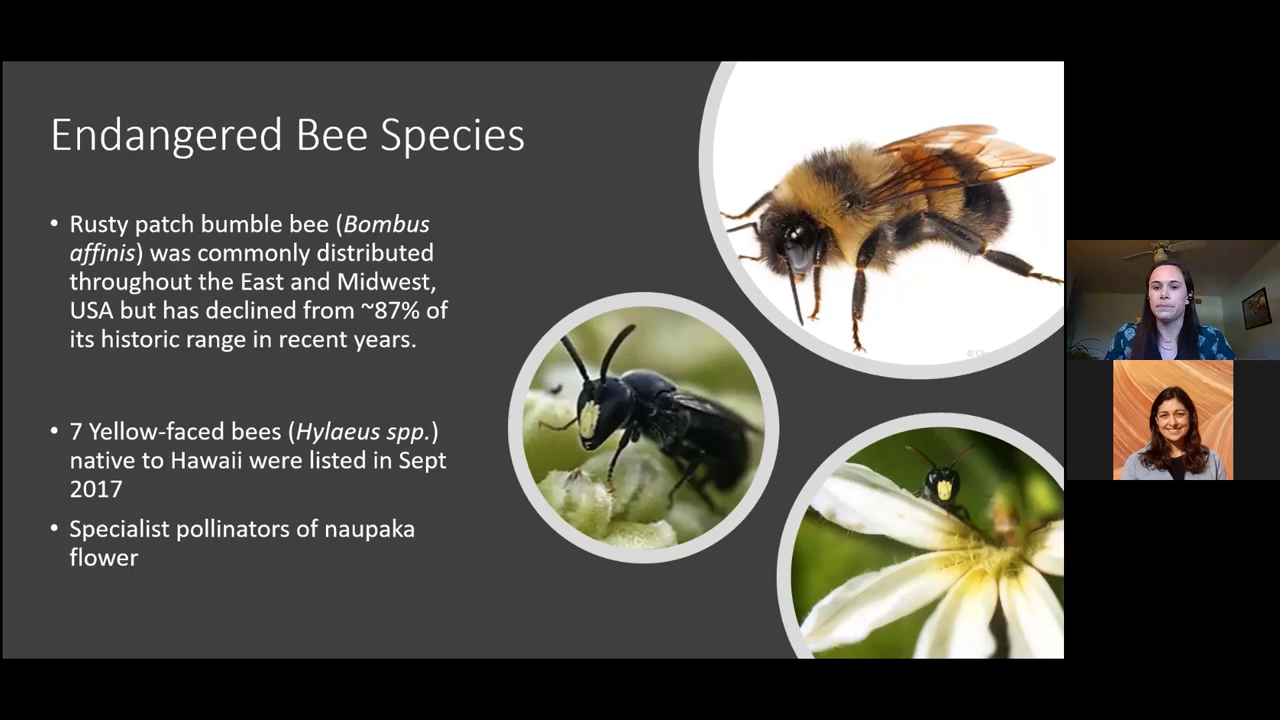 Endangered Bee Species
• Rusty patch bumble bee (Bombus
affinis) was commonly distributed
throughout the East and Midwest,
USA but has declined from ~87% of
its historic range in recent years.
• 7 Yellow-faced bees (Hylaeus spp.)
native to Hawaii were listed in Sept
2017
• Specialist pollinators of naupaka
flower